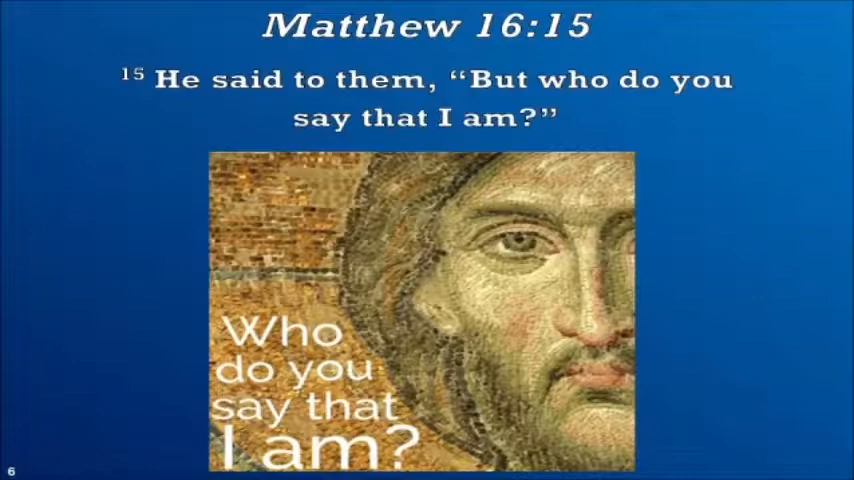 Matthew 16:15
15 He said to them, “But who do you
say that I am?”
Who
do you
say that
I am?
6